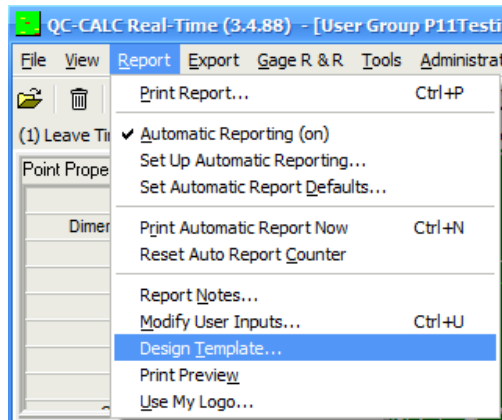 QC-CALC Real-Time (3.4.88) - [User Group P11Testi
File View Report Export Gage R & R Tools Administrat
Print Report... Ctrl+P
(1) Leave Ti
✓ Automatic Reporting (on)
Set Up Automatic Reporting...
Point Prope
Set Automatic Report Defaults...
Dimer
Print Automatic Report Now Ctrl+N
Reset Auto Report Counter
Report Notes...
Modify User Inputs... Ctrl+U
Design Template...
Print Preview
Use My Logo...